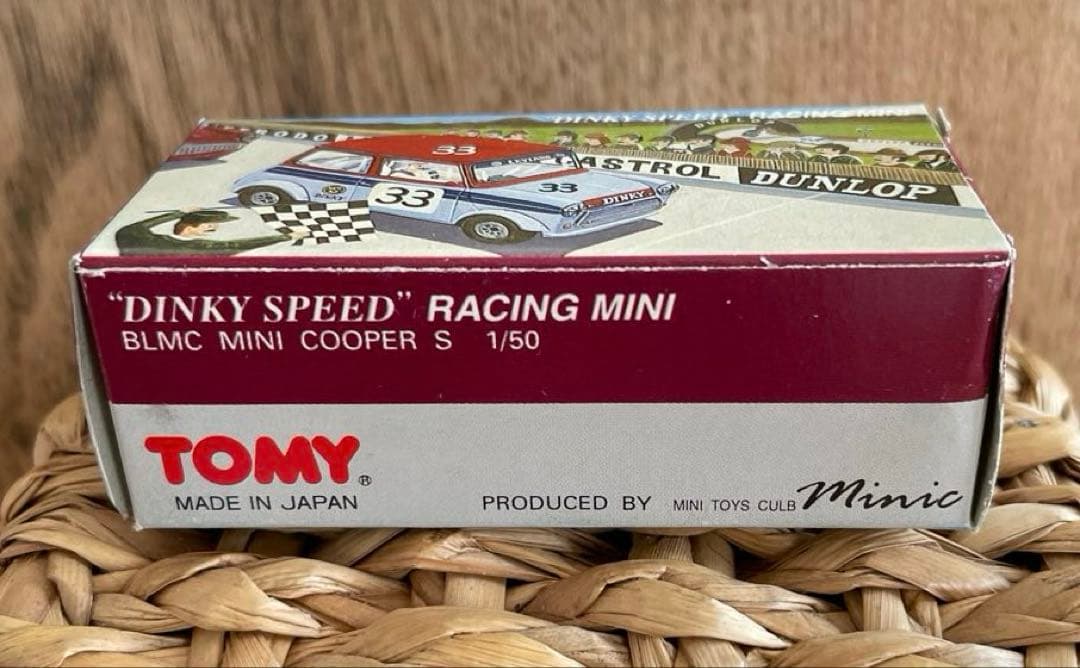 DINKY SPEED RACING MINI
33
ASTROL
DUNLOP
33
33
DINKY
"DINKY SPEED" RACING MINI
BLMC MINI COOPER S 1/50
TOMY®
MADE IN JAPAN
PRODUCED BY MINI TOYS CULB Minic